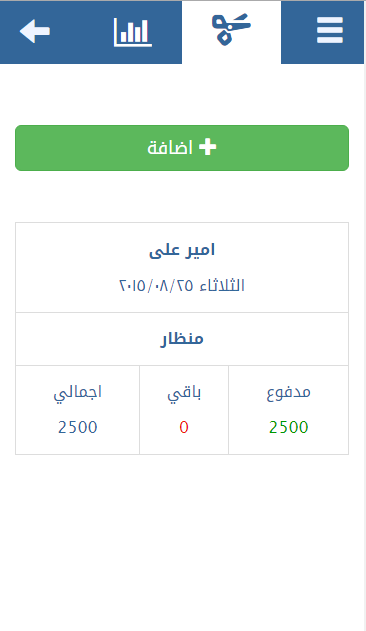 اضافة
امير على
الثلاثاء ٢٠١٥/٠٨/٢٥
منظار
مدفوع باقي اجمالي
2500 0 2500